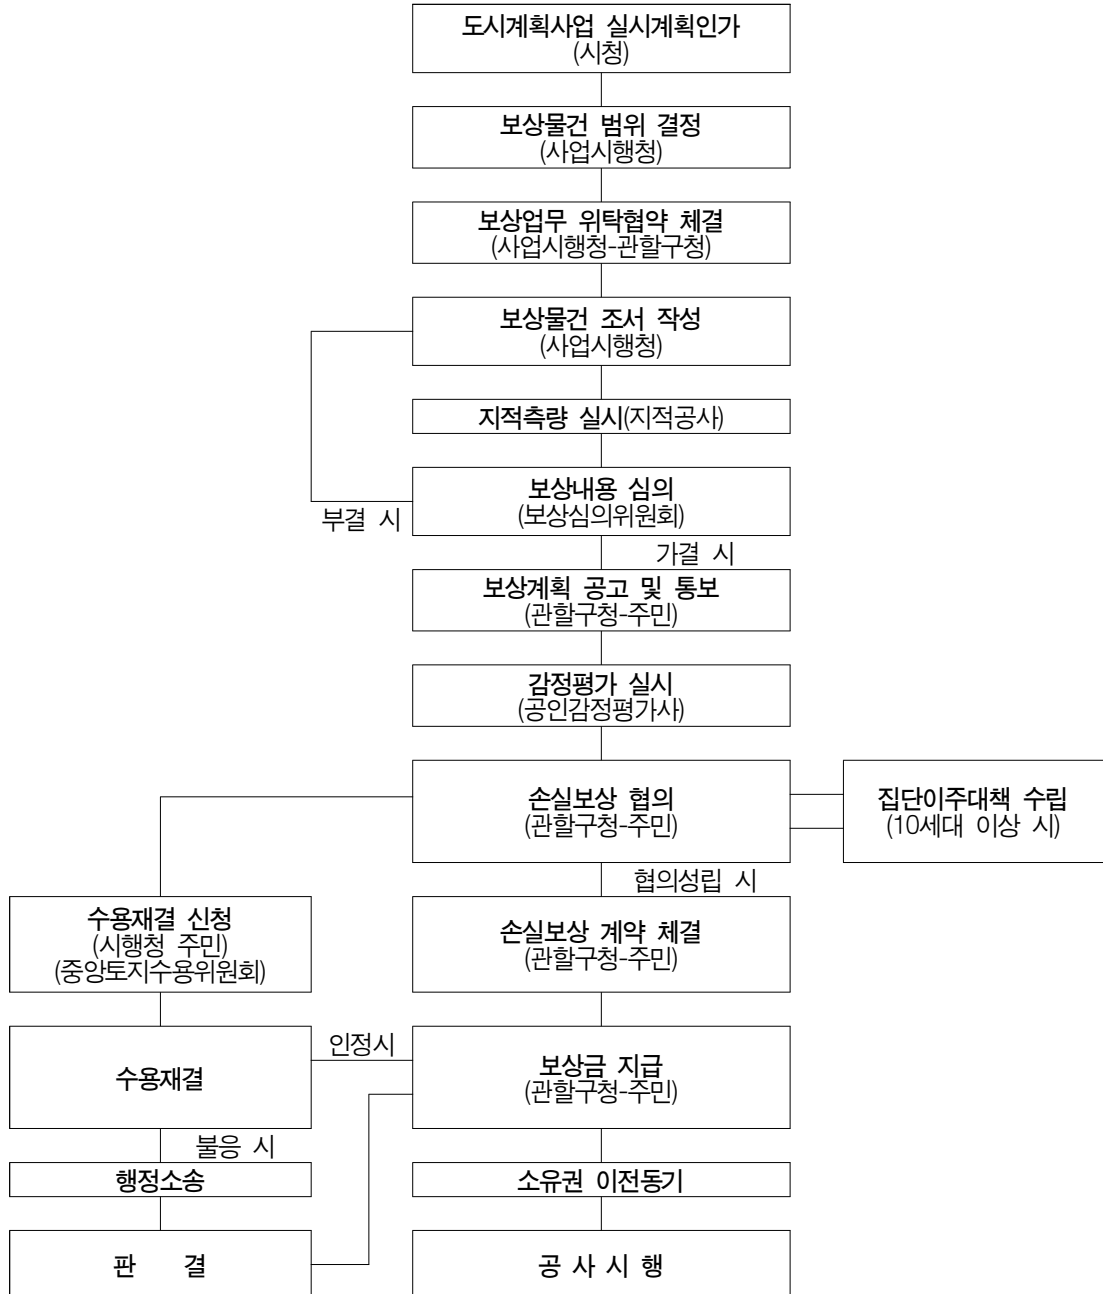 도시계획사업 실시계획인가
(시청)
보상물건 범위 결정
(사업시행청)
보상업무 위탁협약 체결
(사업시행청-관할구청)
보상물건 조서 작성
(사업시행청)
지적측량 실시(지적공사)
보상내용 심의
(보상심의위원회)
부결 시
가결 시
보상계획 공고 및 통보
(관할구청-주민)
감정평가 실시
(공인감정평가사)
손실보상 협의
(관할구청-주민)
집단이주대책 수립
(10세대 이상 시)
협의성립 시
수용재결 신청
(시행청 주민)
(중앙토지수용위원회)
손실보상 계약 체결
(관할구청-주민)
수용재결
인정시
보상금 지급
(관할구청-주민)
불응 시
행정소송
소유권 이전동기
판 결
공 사 시 행